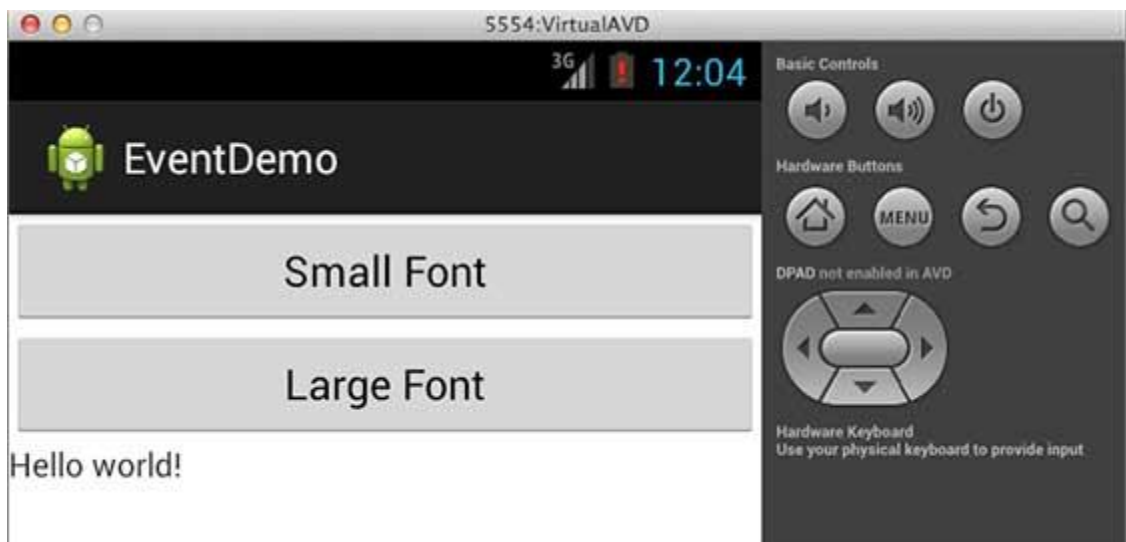 5554:VirtualAVD
3G
12:04
EventDemo
Small Font
Large Font
Hello world!
Basic Controls
Hardware Buttons
MENU
DPAD not enabled in AVD
Hardware Keyboard
Use your physical keyboard to provide input